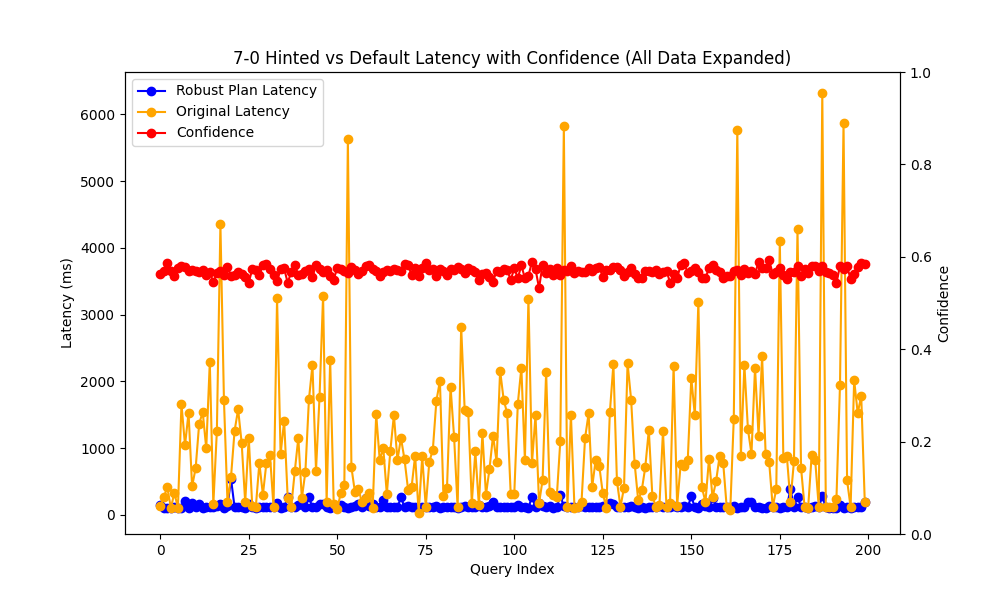 7-0 Hinted vs Default Latency with Confidence (All Data Expanded)
Robust Plan Latency
Original Latency
Confidence
Latency (ms)
6000
5000
4000
3000
2000
1000
0
1.0
0.8
0.6
0.4
0.2
0.0
Confidence
0 25 50 75 100 125 150 175 200
Query Index